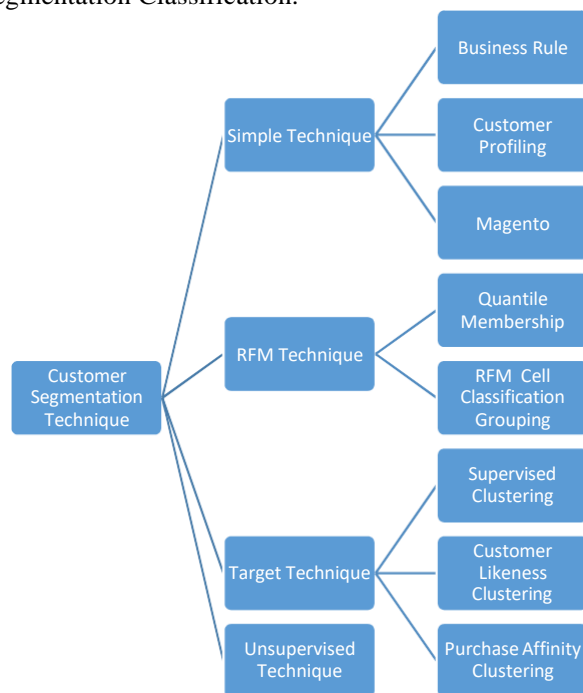 egmentation Classification.
Business Rule
Simple Technique
Customer
Profiling
Magento
Quantile
Membership
RFM Technique
RFM Cell
Classification
Grouping
Customer
Segmentation
Technique
Supervised
Clustering
Target Technique
Customer
Likeness
Clustering
Unsupervised
Technique
Purchase Affinity
Clustering